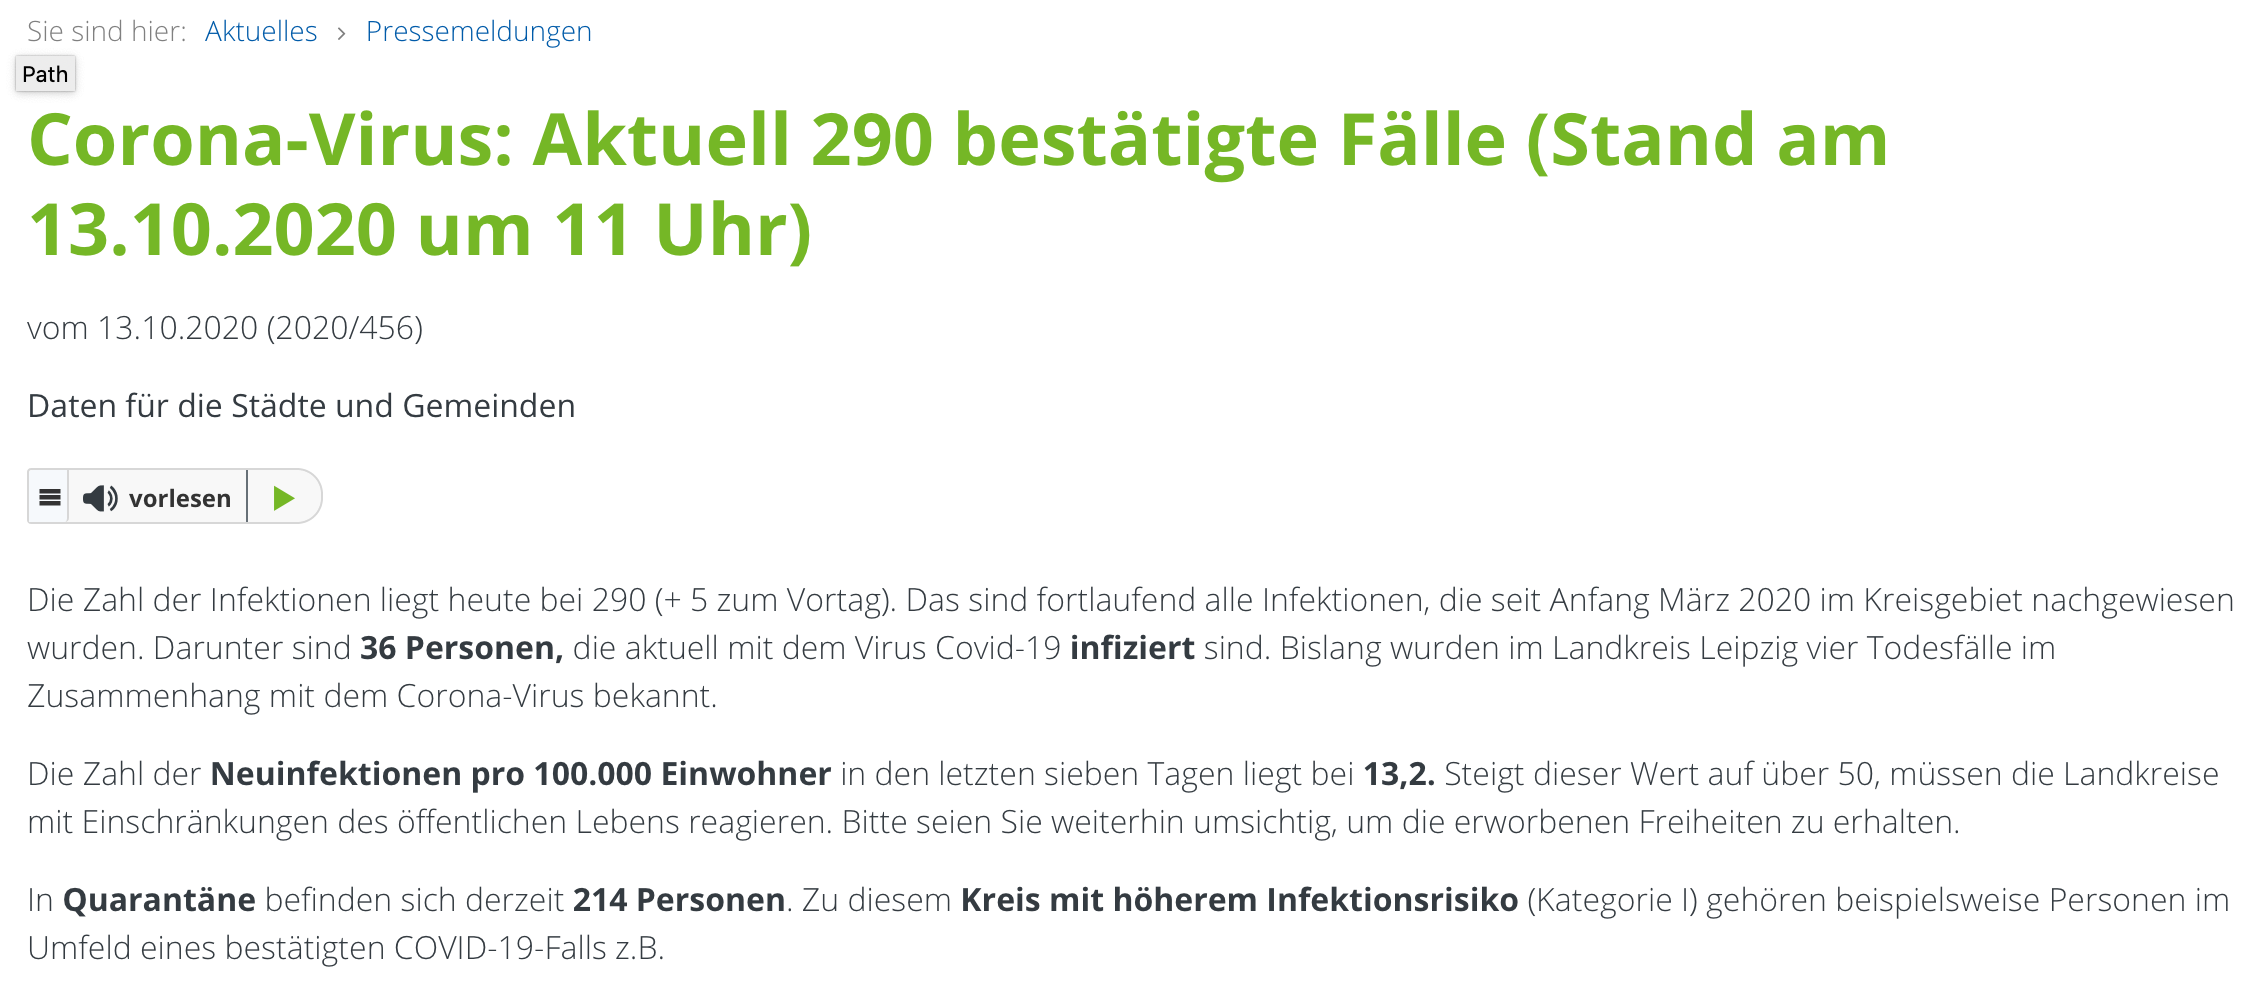 Sie sind hier: Aktuelles › Pressemeldungen
Path
Corona-Virus: Aktuell 290 bestätigte Fälle (Stand am
13.10.2020 um 11 Uhr)
vom 13.10.2020 (2020/456)
Daten für die Städte und Gemeinden
vorlesen
Die Zahl der Infektionen liegt heute bei 290 (+ 5 zum Vortag). Das sind fortlaufend alle Infektionen, die seit Anfang März 2020 im Kreisgebiet nachgewiesen
wurden. Darunter sind 36 Personen, die aktuell mit dem Virus Covid-19 infiziert sind. Bislang wurden im Landkreis Leipzig vier Todesfälle im
Zusammenhang mit dem Corona-Virus bekannt.
Die Zahl der Neuinfektionen pro 100.000 Einwohner in den letzten sieben Tagen liegt bei 13,2. Steigt dieser Wert auf über 50, müssen die Landkreise
mit Einschränkungen des öffentlichen Lebens reagieren. Bitte seien Sie weiterhin umsichtig, um die erworbenen Freiheiten zu erhalten.
In Quarantäne befinden sich derzeit 214 Personen. Zu diesem Kreis mit höherem Infektionsrisiko (Kategorie I) gehören beispielsweise Personen im
Umfeld eines bestätigten COVID-19-Falls z.B.